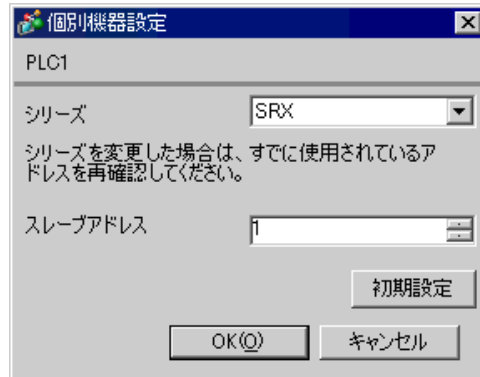 個別機器設定
PLC1
シリーズ SRX
シリーズを変更した場合は、すでに使用されているア
ドレスを再確認してください。
スレーブアドレス 1
初期設定
OK(O) キャンセル